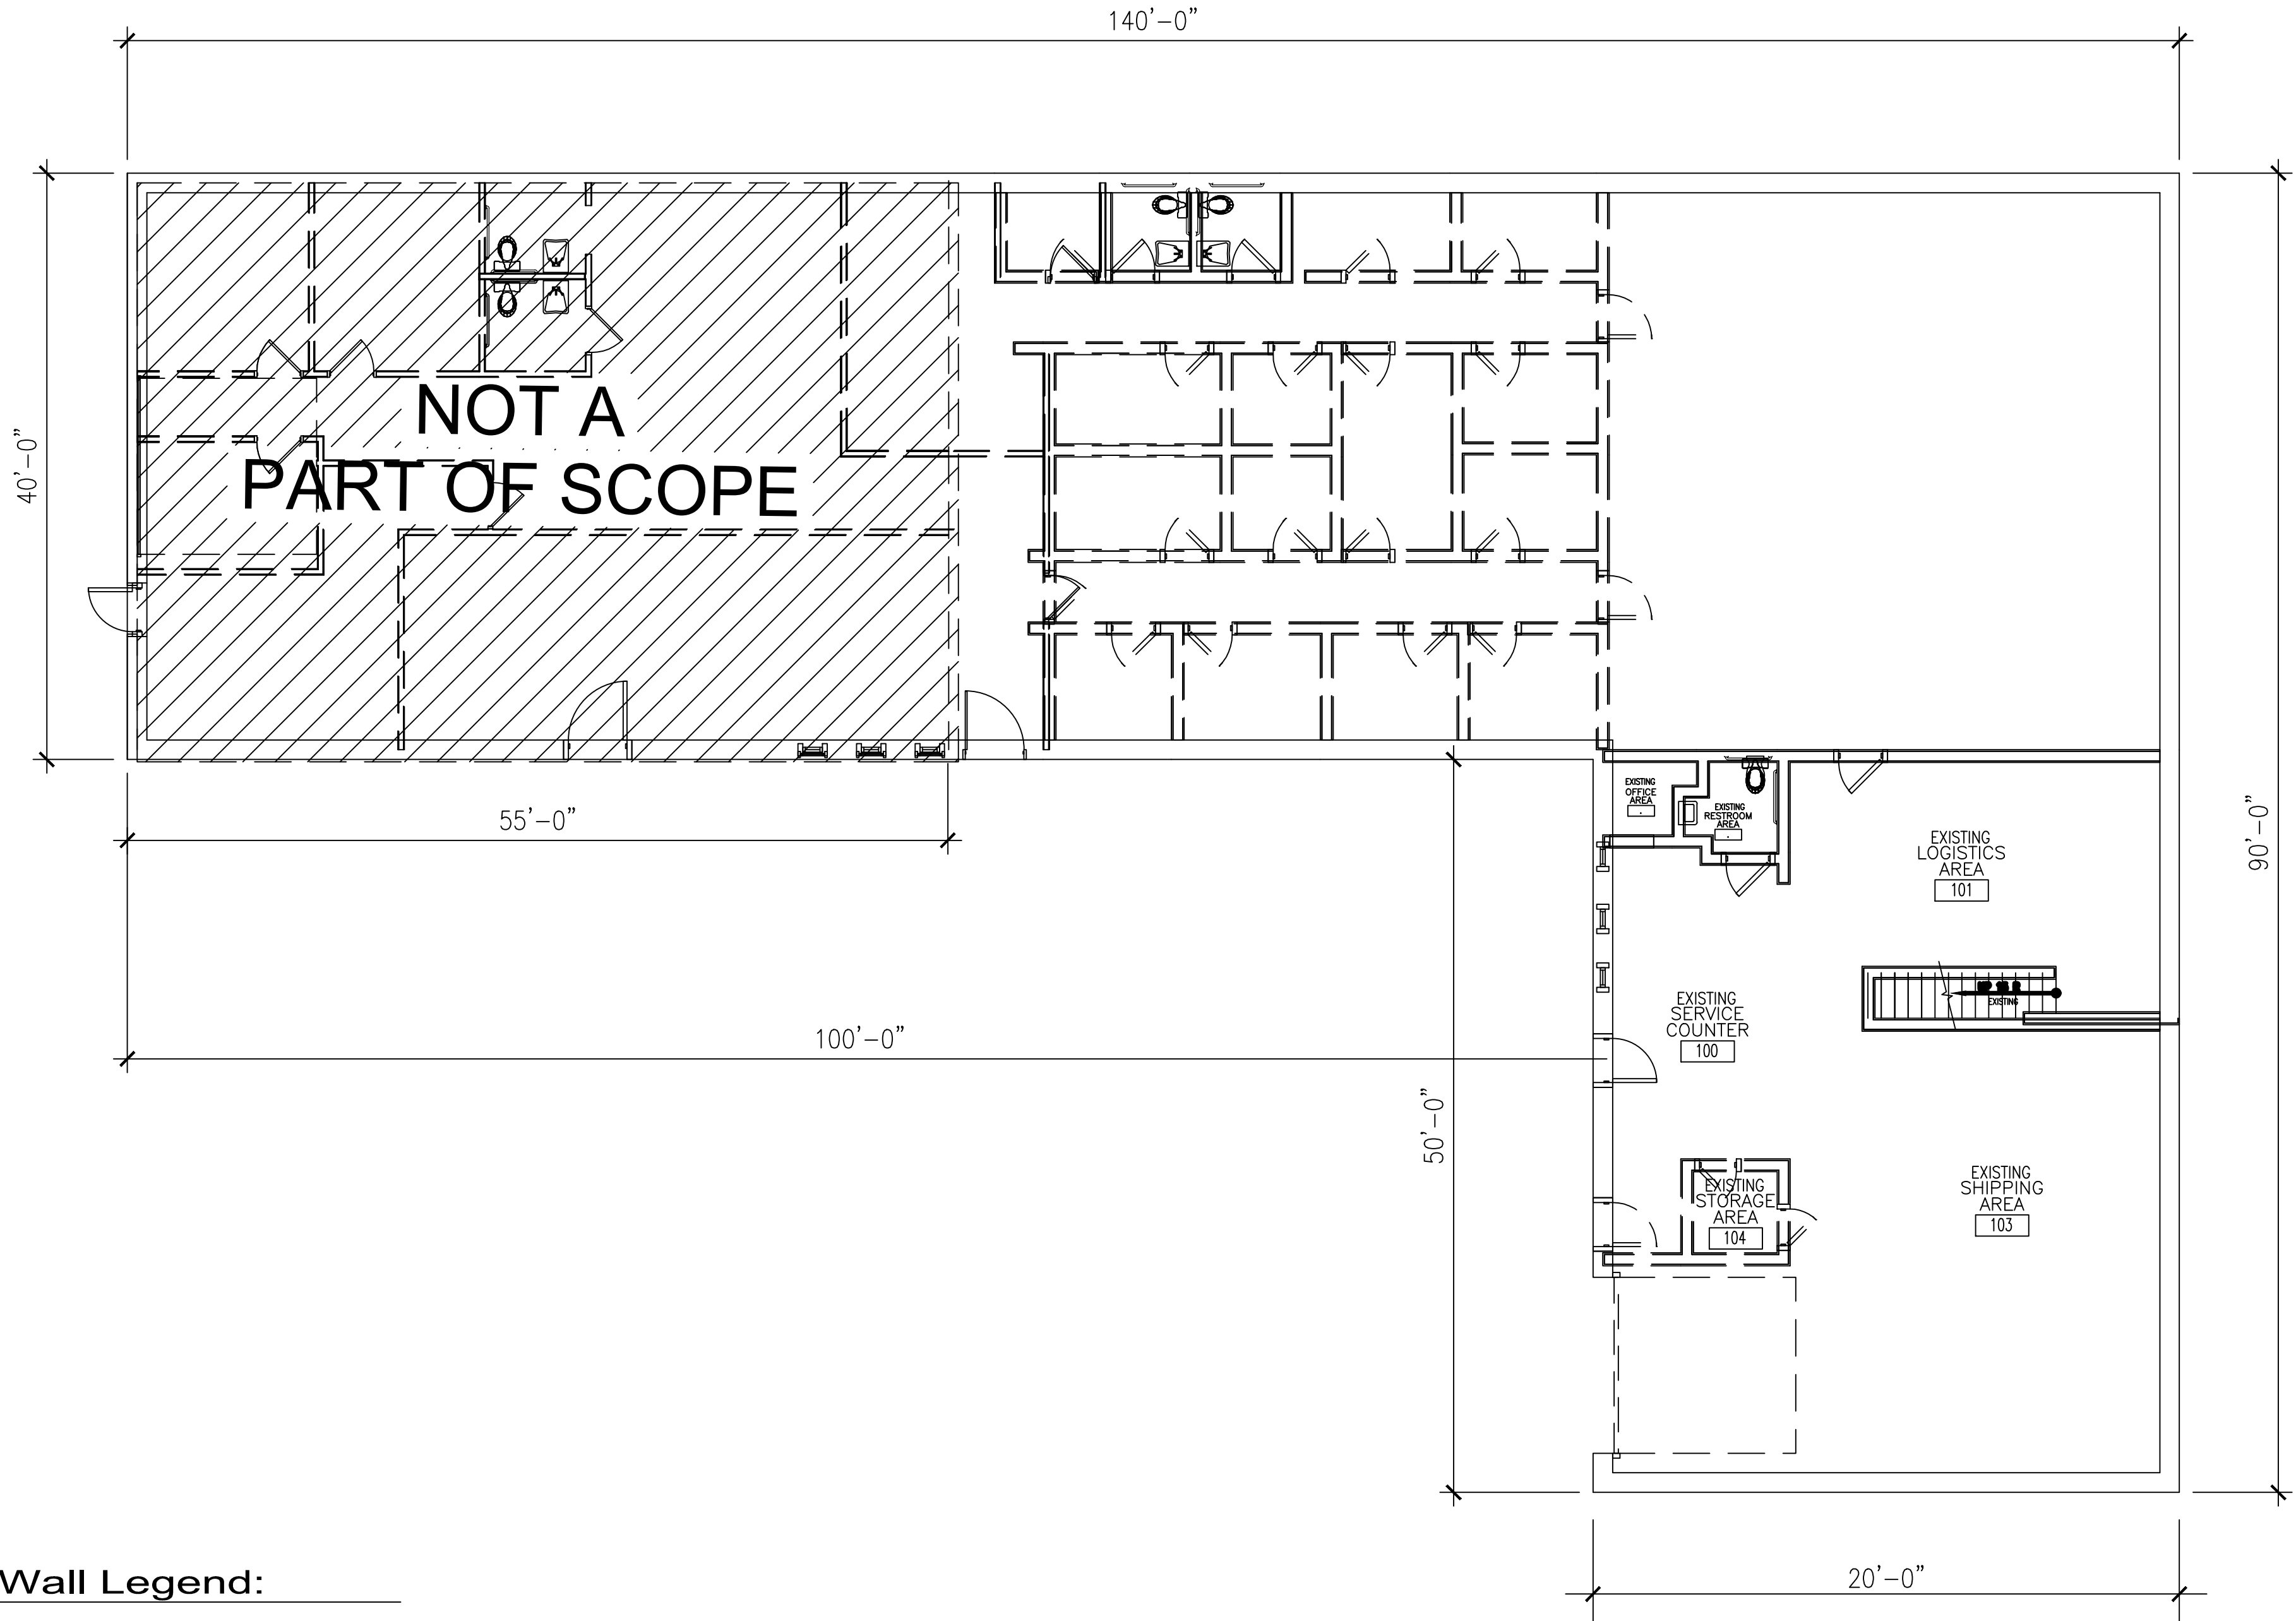 140'-0"
40'-0"
NOT A
PART OF SCOPE
55'-0"
100'-0"
50'-0"
90'-0"
20'-0"
EXISTING
OFFICE
AREA
EXISTING
RESTROOM
AREA
EXISTING
LOGISTICS
AREA
101
EXISTING
EXISTING
SERVICE
COUNTER
100
EXISTING
STORAGE
AREA
104
EXISTING
SHIPPING
AREA
103
Wall Legend: